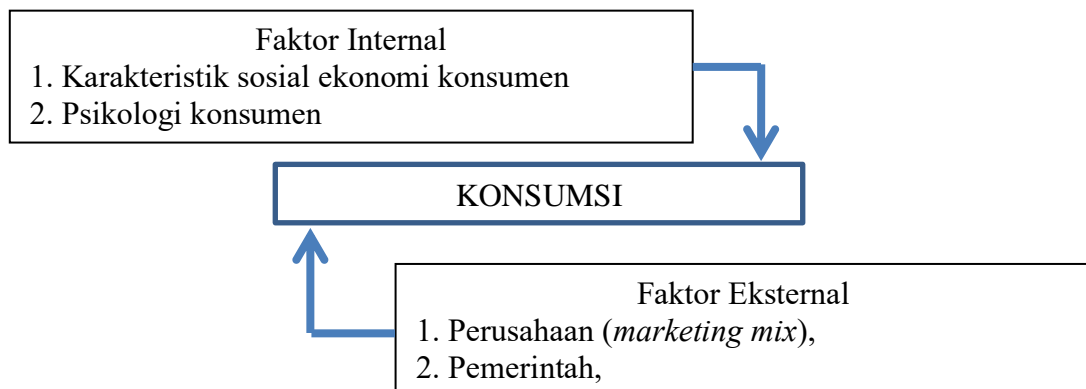 Faktor Internal
1. Karakteristik sosial ekonomi konsumen
2. Psikologi konsumen
KONSUMSI
Faktor Eksternal
1. Perusahaan (marketing mix),
2. Pemerintah,